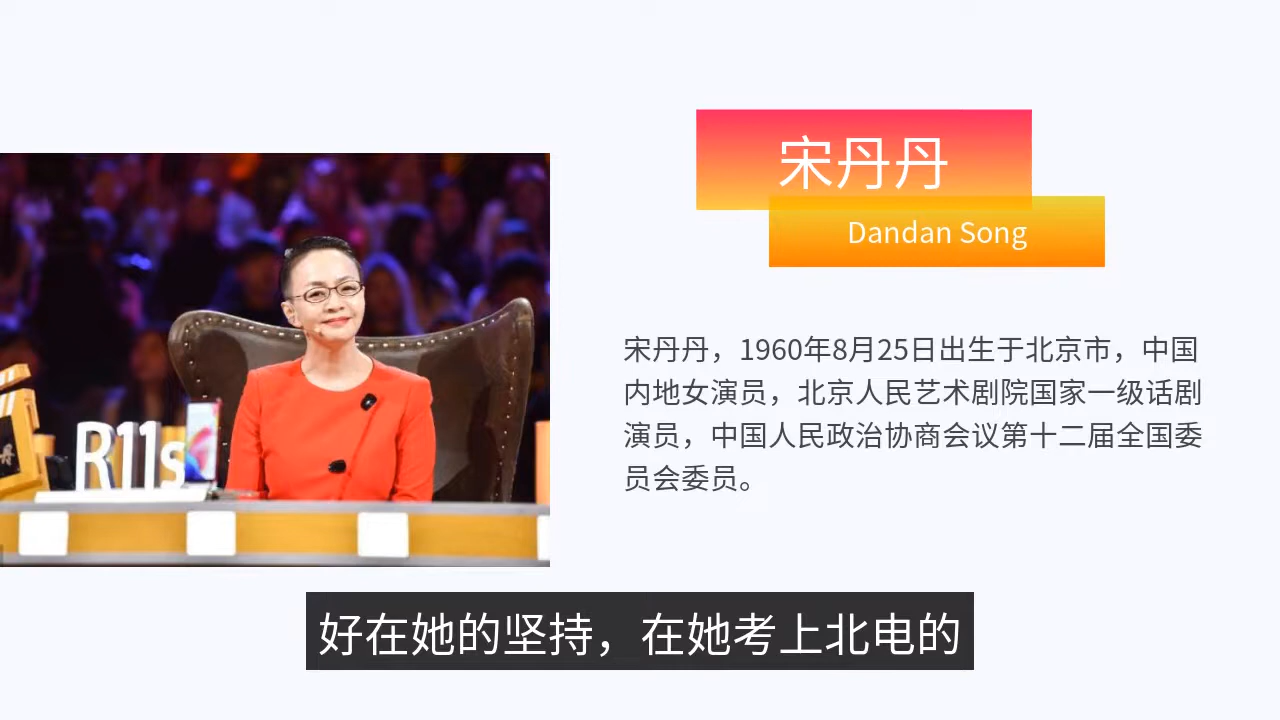 宋丹丹
Dandan Song
宋丹丹，1960年8月25日出生于北京市，中国
内地女演员，北京人民艺术剧院国家一级话剧
演员，中国人民政治协商会议第十二届全国委
员会委员。
R11s
好在她的坚持，在她考上北电的